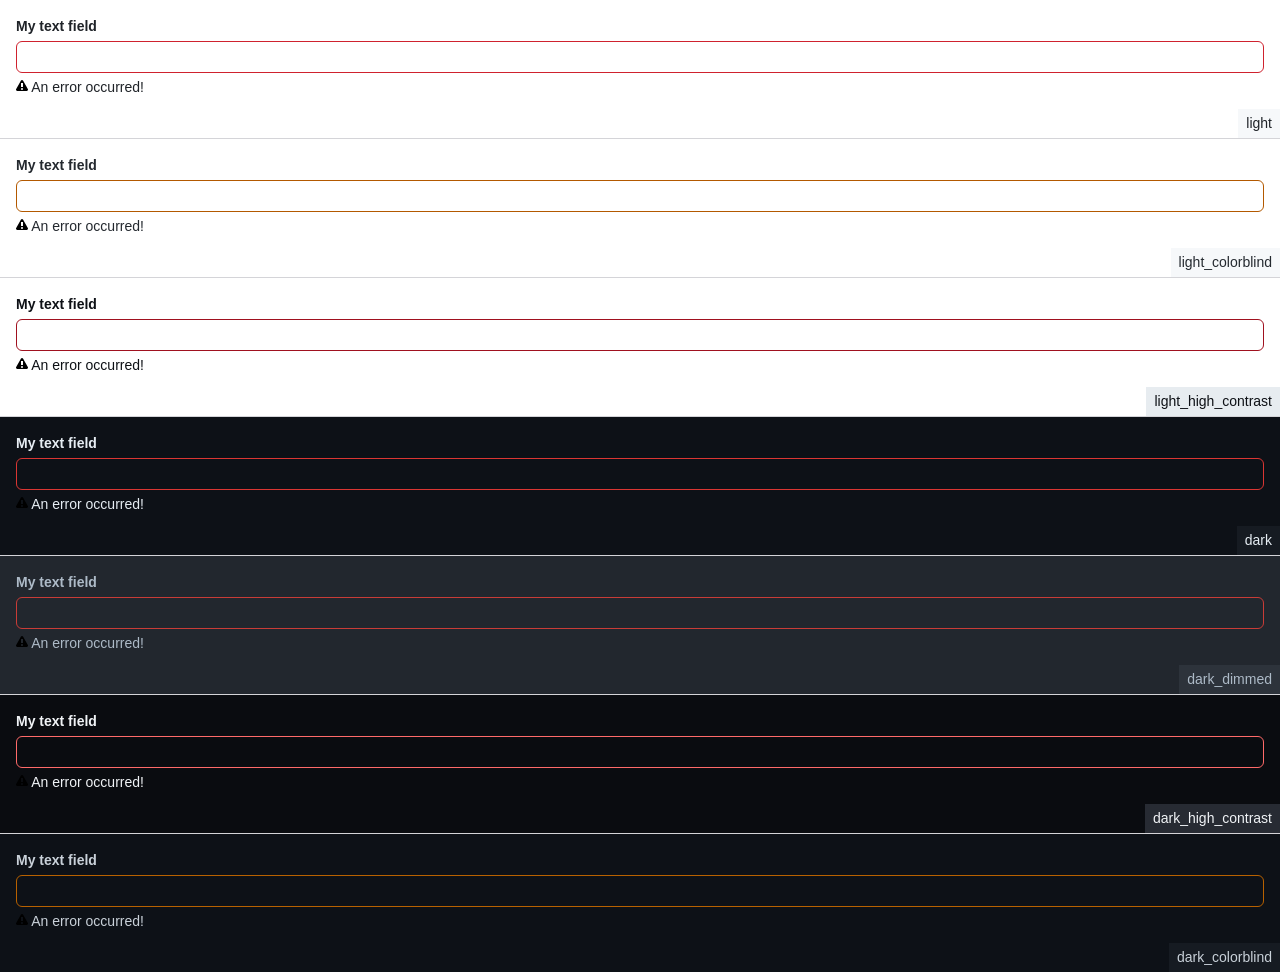 My text field
An error occurred!
light
My text field
An error occurred!
light_colorblind
My text field
An error occurred!
light_high_contrast
My text field
An error occurred!
dark
My text field
An error occurred!
dark_dimmed
My text field
An error occurred!
dark_high_contrast
My text field
An error occurred!
dark_colorblind